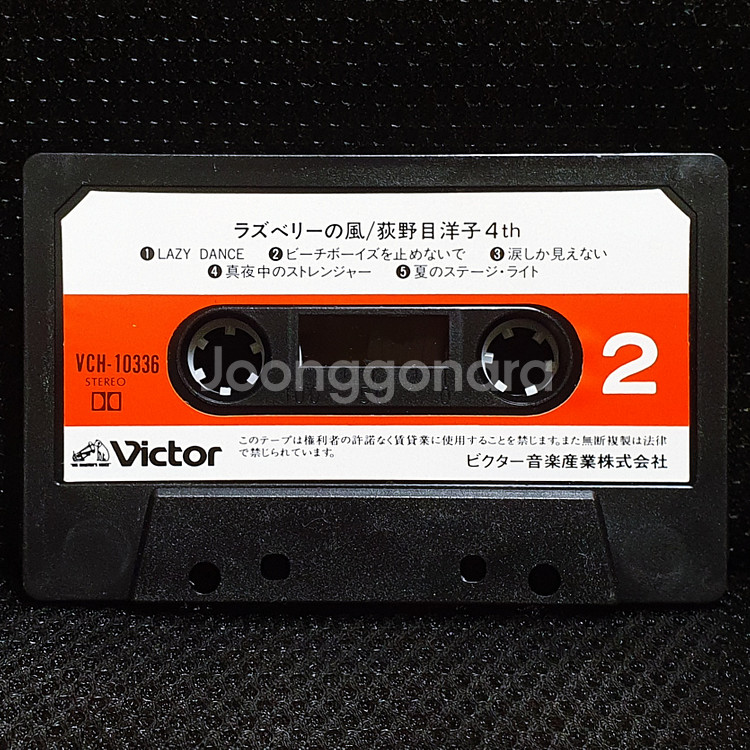 ラズベリーの風/荻野目洋子4th
❶LAZY DANCE ❷ビーチボーイズを止めないで ❸涙しか見えない
❹真夜中のストレンジャー ❺夏のステージ・ライト
VCH-10336
STEREO
2
Joonggonara
Victor
このテープは権利者の許諾なく賃貸業に使用することを禁じます。また無断複製は法律
で禁じられています。
ビクター音楽産業株式会社